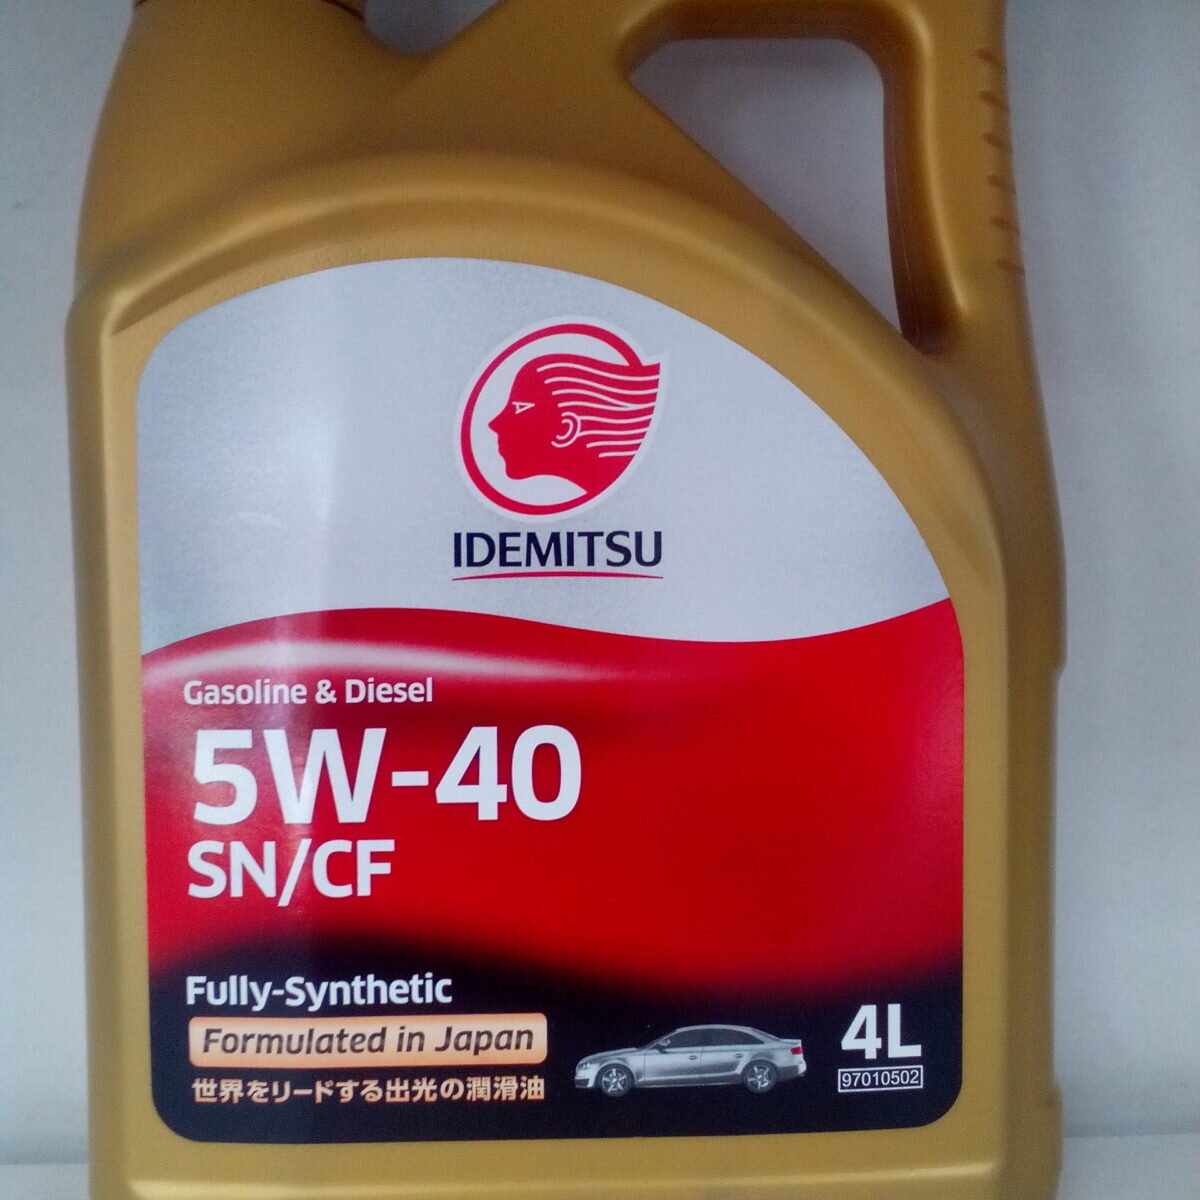 IDEMITSU
Gasoline & Diesel
5W-40
SN/CF
Fully-Synthetic
Formulated in Japan
世界をリードする出光の潤滑油
4L
97010502